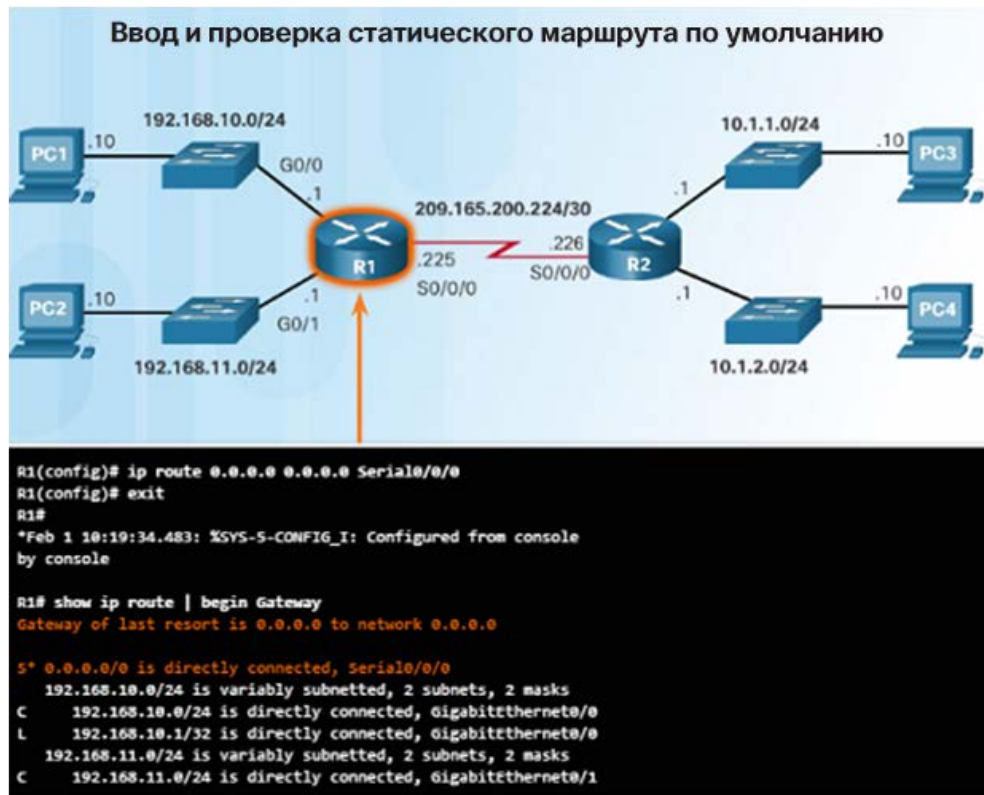 Ввод и проверка статического маршрута по умолчанию
192.168.10.0/24
10.1.1.0/24
PC1
.10
G0/0
.1
.10
PC3
209.165.200.224/30
.1
R1
.225
S0/0/0
.226
S0/0/0
R2
PC2
.10
.1
G0/1
.1
.10
PC4
192.168.11.0/24
10.1.2.0/24
R1(config)# ip route 0.0.0.0 0.0.0.0 Serial0/0/0
R1(config)# exit
R1#
*Feb 1 10:19:34.483: %SYS-5-CONFIG_I: Configured from console
by console
R1# show ip route | begin Gateway
Gateway of last resort is 0.0.0.0 to network 0.0.0.0
S* 0.0.0.0/0 is directly connected, Serial0/0/0
192.168.10.0/24 is variably subnetted, 2 subnets, 2 masks
C 192.168.10.0/24 is directly connected, GigabitEthernet0/0
L 192.168.10.1/32 is directly connected, GigabitEthernet0/0
192.168.11.0/24 is variably subnetted, 2 subnets, 2 masks
C 192.168.11.0/24 is directly connected, GigabitEthernet0/1